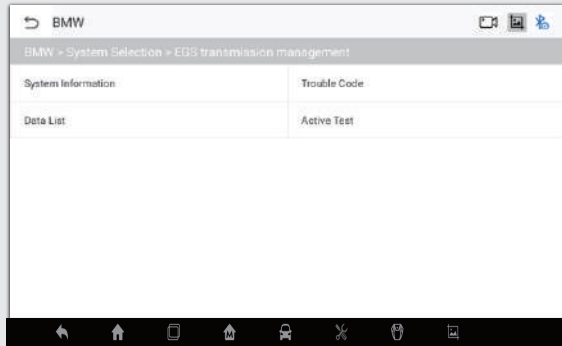 BMW
BMW > System Selection > EGS transmission management
System Information
Trouble Code
Data List
Active Test